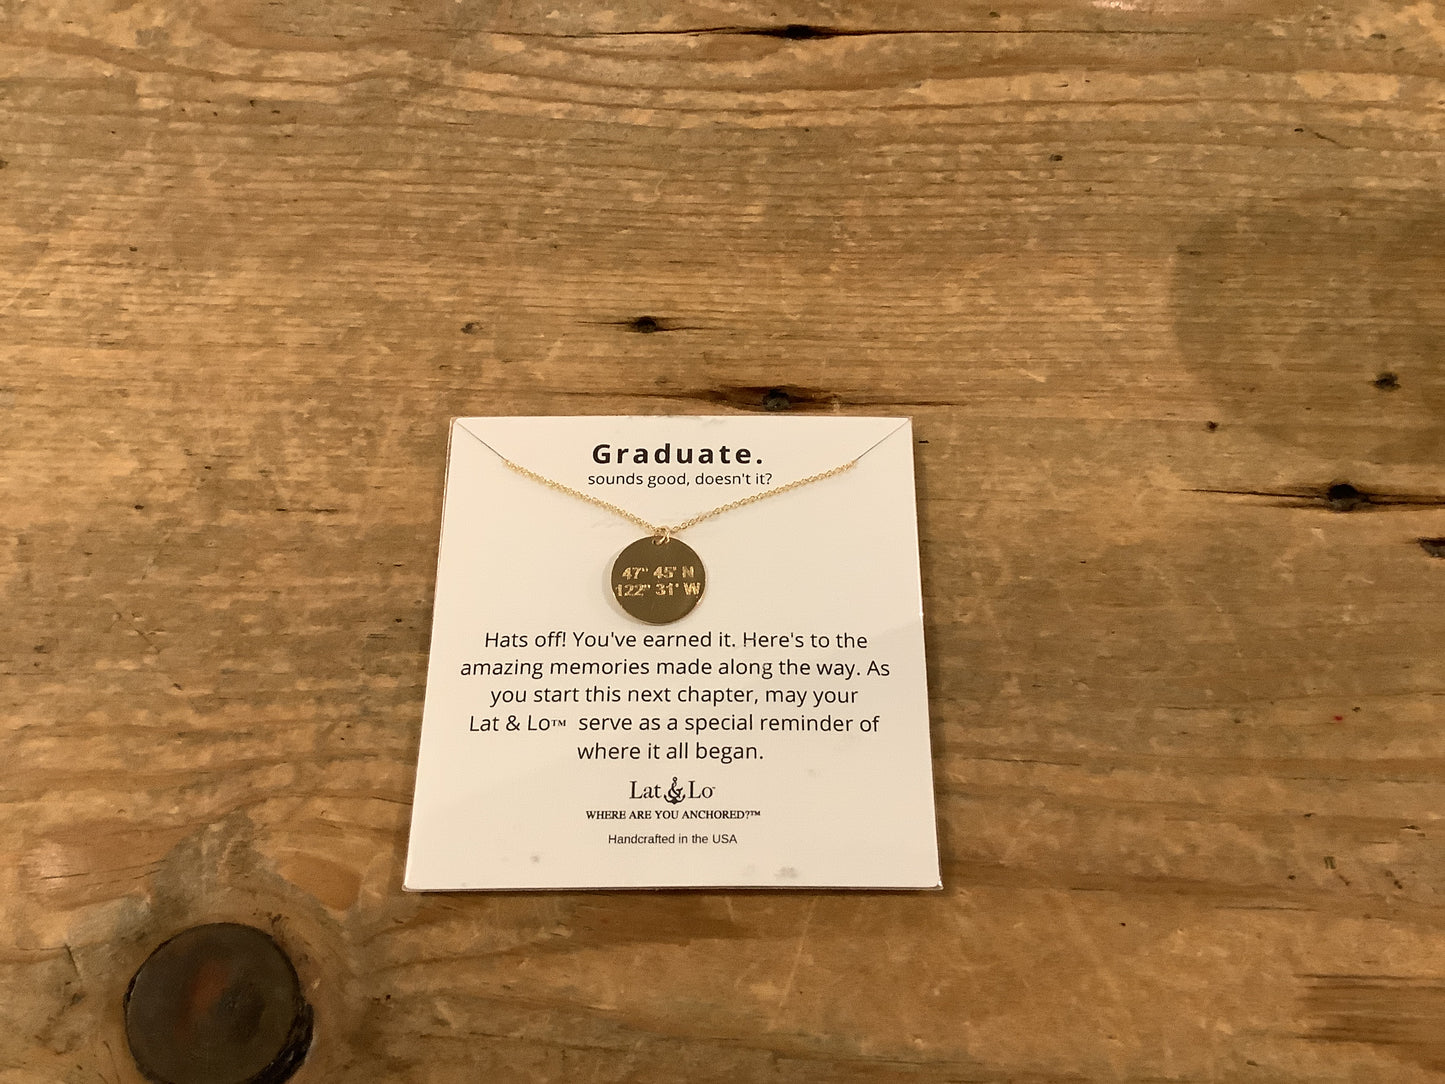 Graduate.
sounds good, doesn't it?
47° 45' N
122° 31' W
Hats off! You've earned it. Here's to the
amazing memories made along the way. As
you start this next chapter, may your
Lat & Lo™ serve as a special reminder of
where it all began.
Lat & Lo™
WHERE ARE YOU ANCHORED?™
Handcrafted in the USA